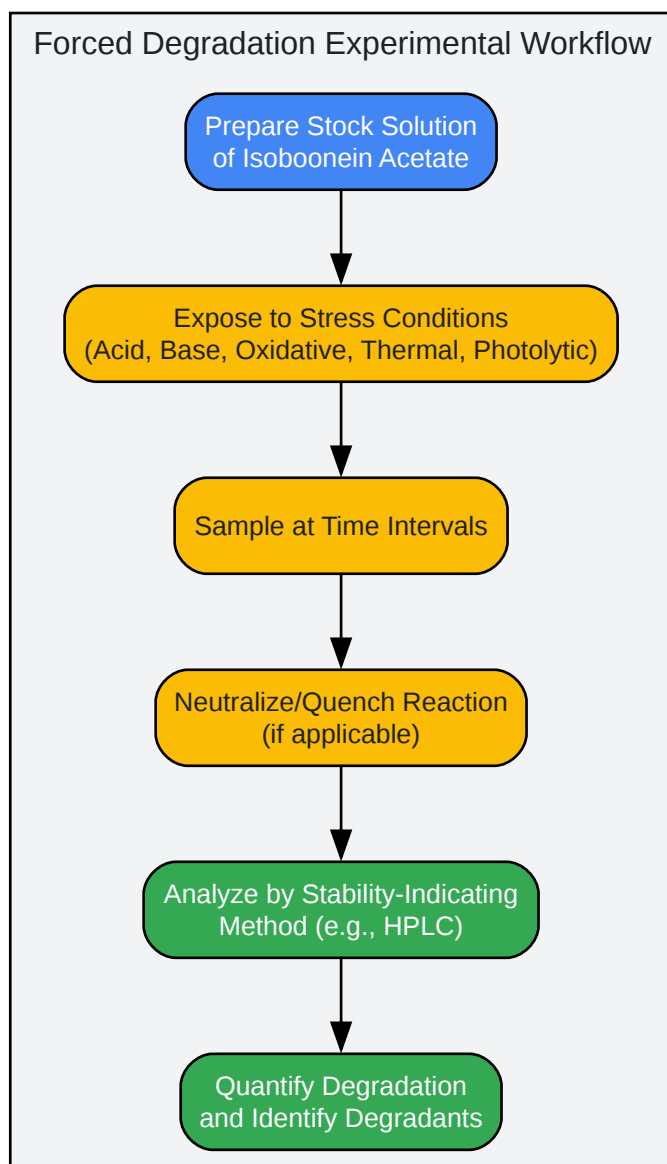 Forced Degradation Experimental Workflow
Prepare Stock Solution
of Isoboonein Acetate
Expose to Stress Conditions
(Acid, Base, Oxidative, Thermal, Photolytic)
Sample at Time Intervals
Neutralize/Quench Reaction
(if applicable)
Analyze by Stability-Indicating
Method (e.g., HPLC)
Quantify Degradation
and Identify Degradants